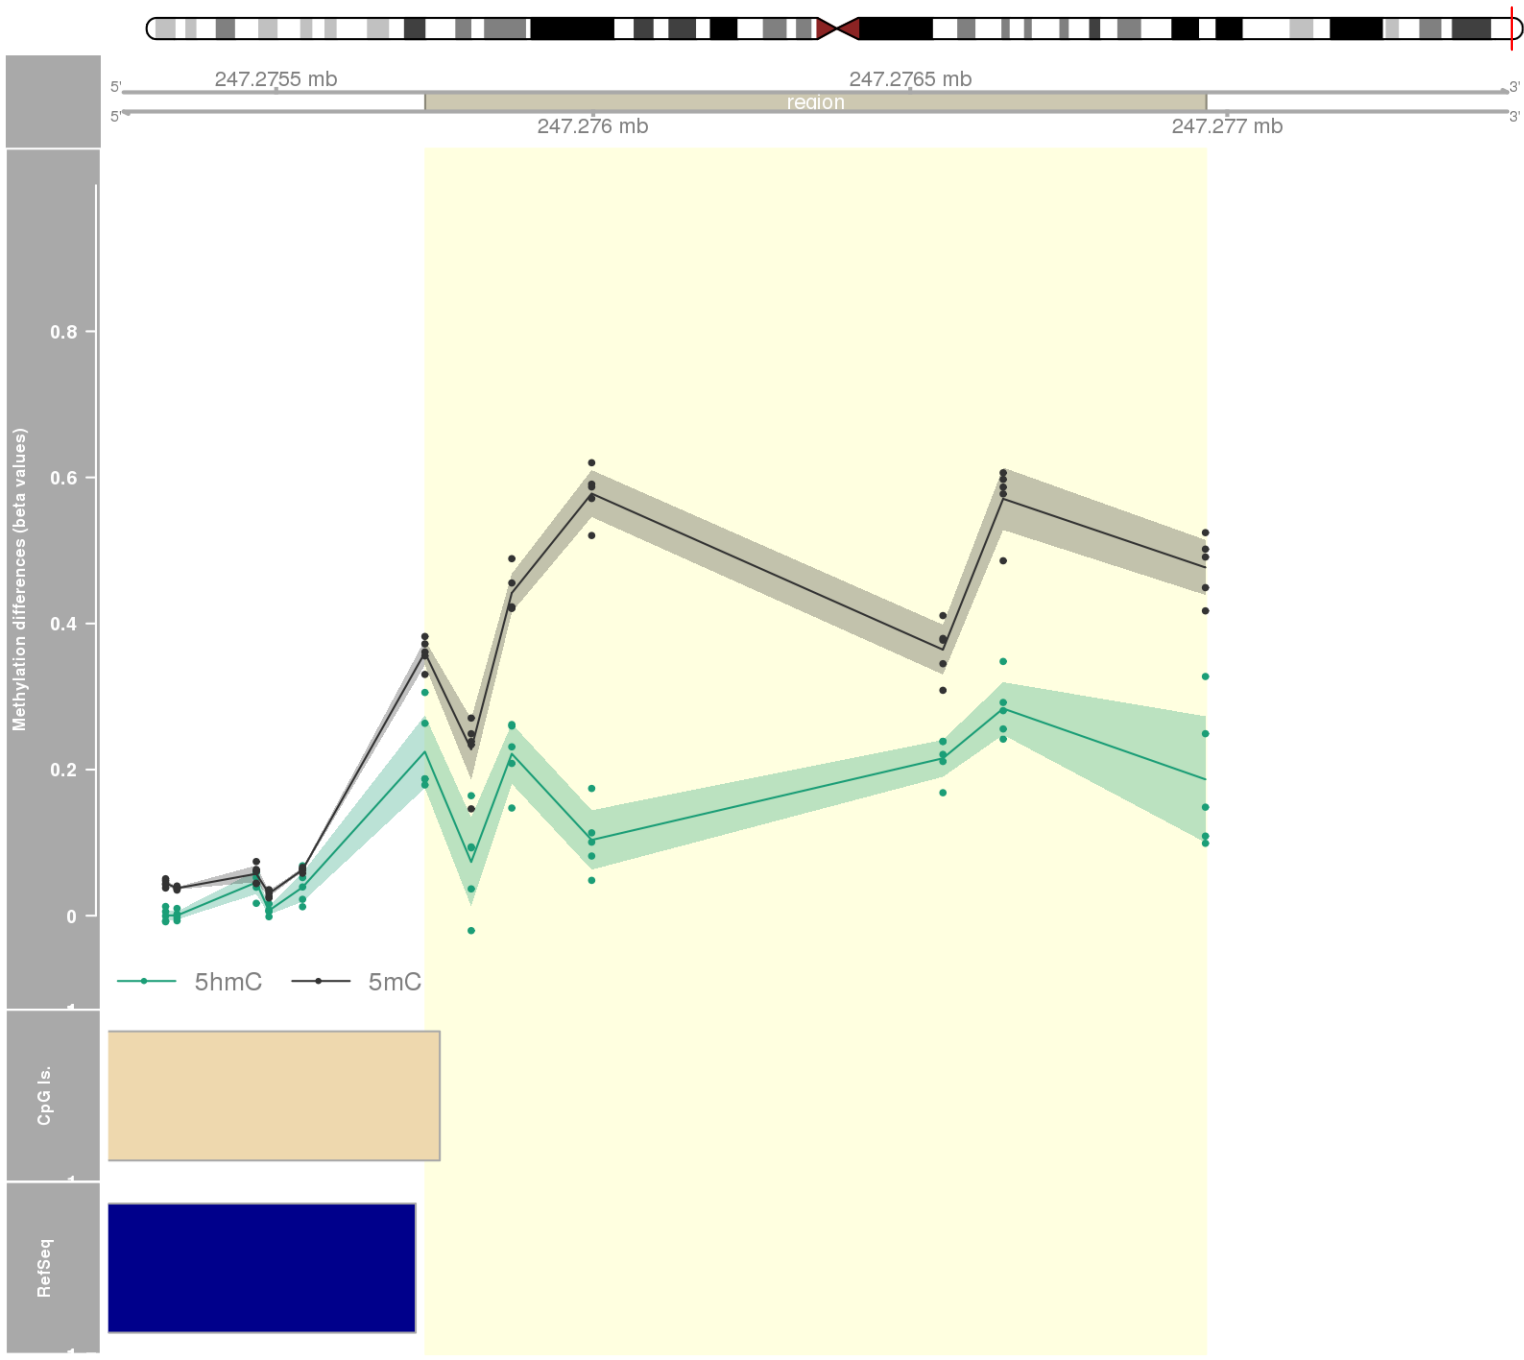 247.2755 mb
247.2765 mb
5'
3'
region
5'
3'
247.276 mb
247.277 mb
Methylation differences (beta values)
0.8
0.6
0.4
0.2
0
5hmC
5mC
CpG Is.
RefSeq